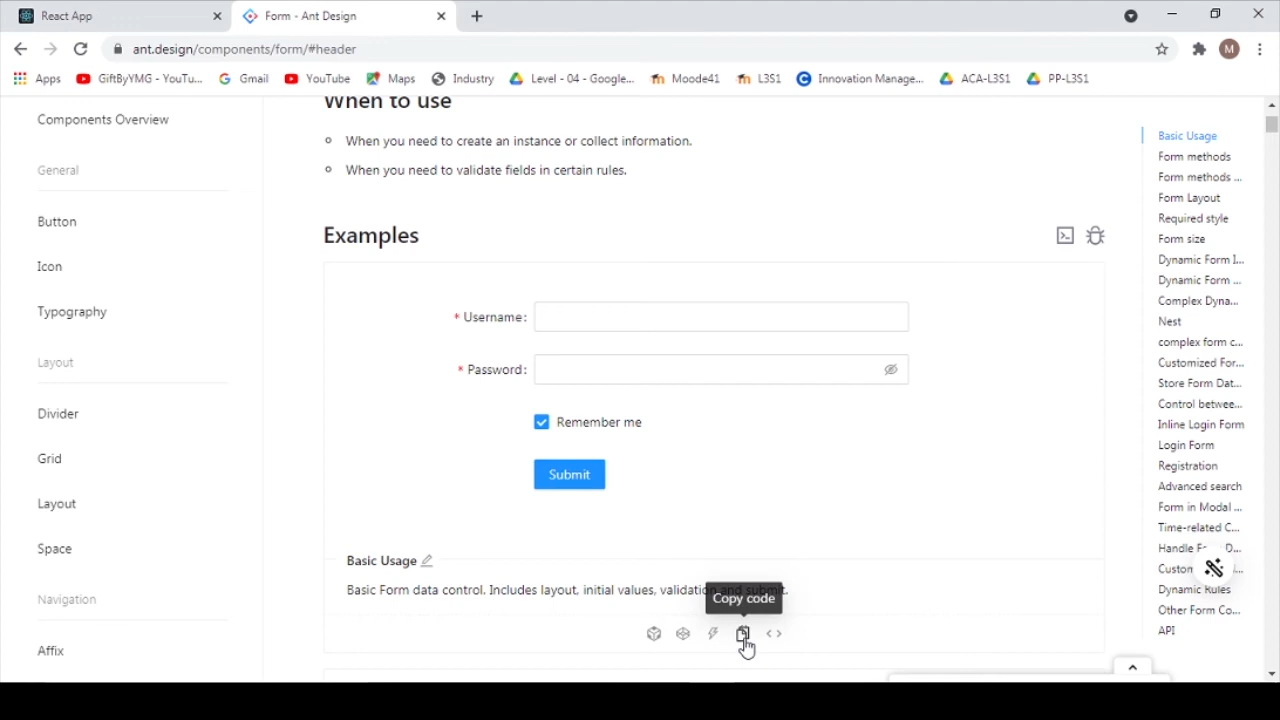 React App
Form - Ant Design
ant.design/components/form/#header
M
Apps
GiftByYMG - YouTu...
Gmail
YouTube
Maps
Industry
Level - 04 - Google...
Moode41
L3S1
Innovation Manage...
ACA-L3S1
PP-L3S1
Components Overview
General
Button
Icon
Typography
Layout
Divider
Grid
Layout
Space
Navigation
Affix
When to use
When you need to create an instance or collect information.
When you need to validate fields in certain rules.
Examples
* Username:
* Password:
Remember me
Submit
Basic Usage
Basic Form data control. Includes layout, initial values, validation and submit.
Copy code
Basic Usage
Form methods
Form methods ...
Form Layout
Required style
Form size
Dynamic Form I...
Dynamic Form ...
Complex Dyna...
Nest
complex form c...
Customized For...
Store Form Dat...
Control betwee...
Inline Login Form
Login Form
Registration
Advanced search
Form in Modal ...
Time-related C...
Handle F D...
Custom ...
Dynamic Rules
Other Form Co...
API